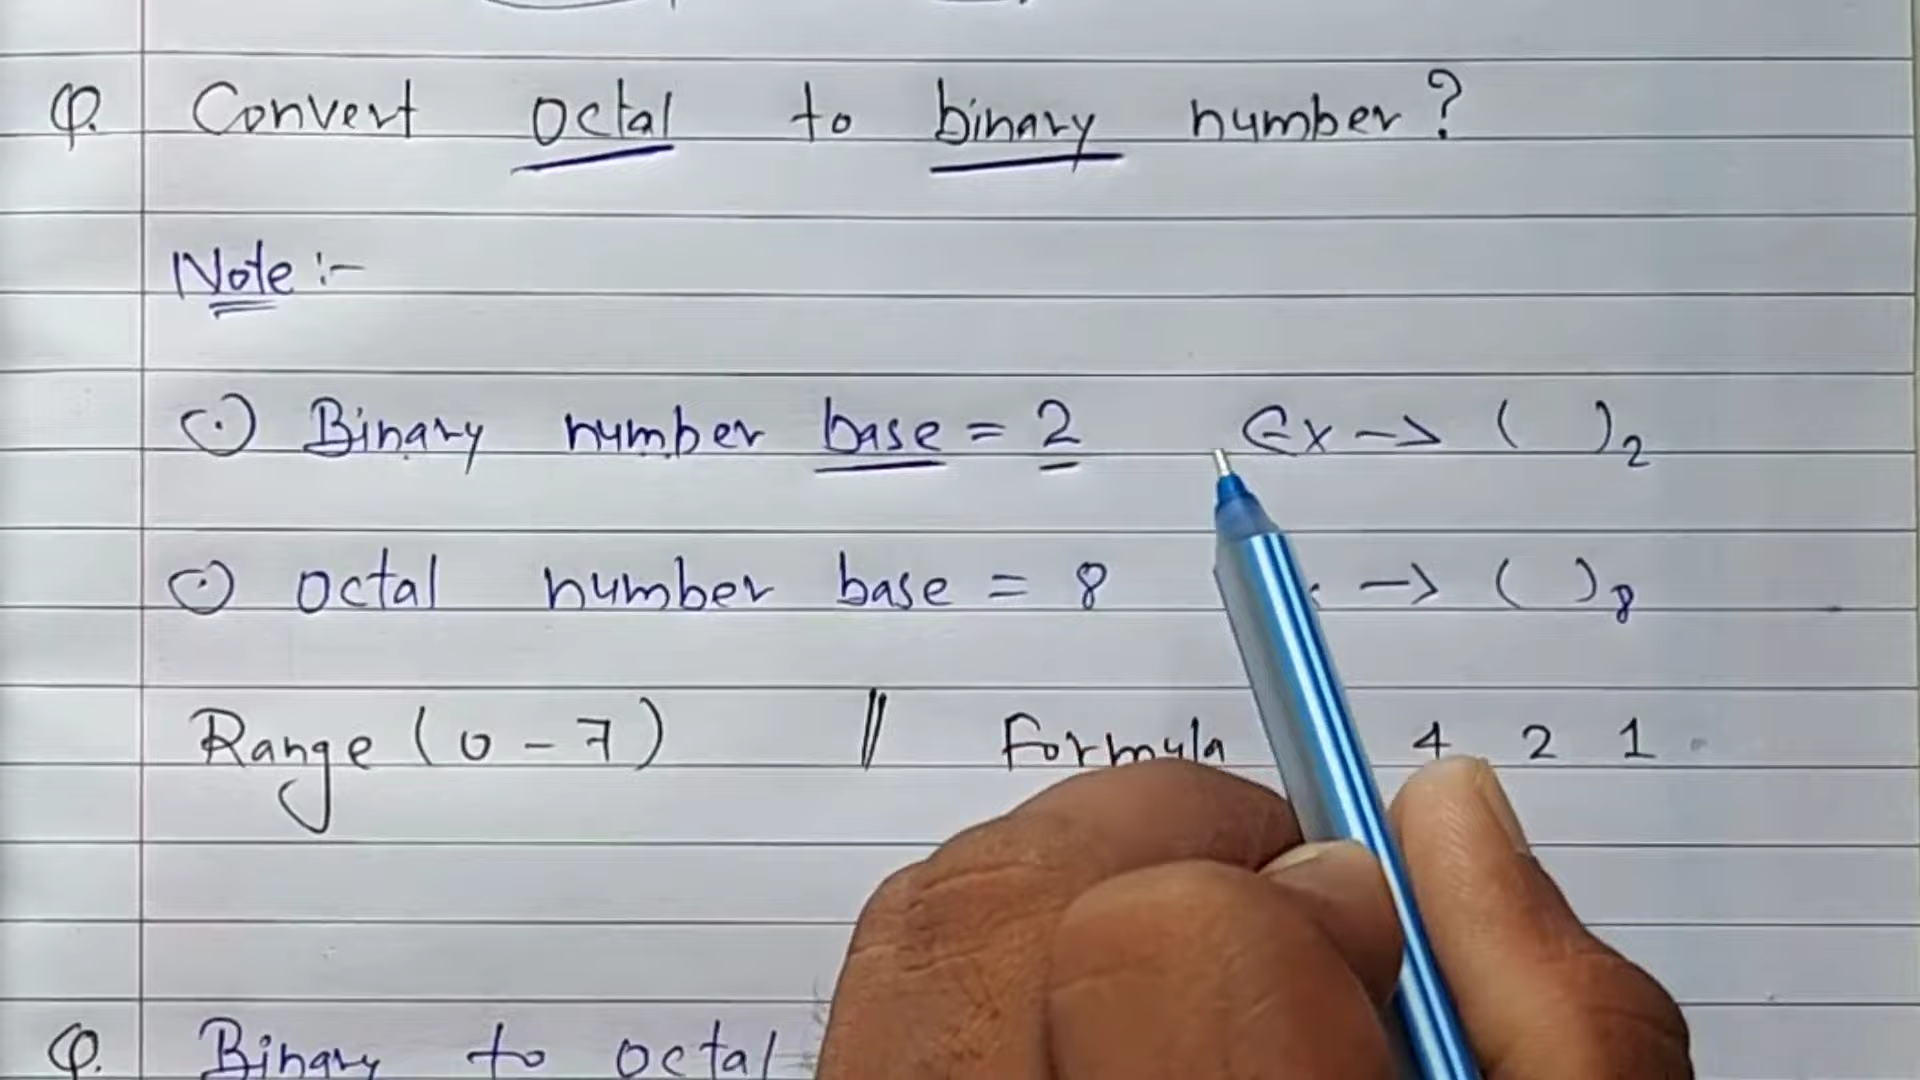 Q. Convert octal to binary number?
Note :-
⊙ Binary number base = 2 Ex -> ( )2
⊙ octal number base = 8 -> ( )8
Range (0 - 7) || formula 4 2 1
Q. Binary to octal